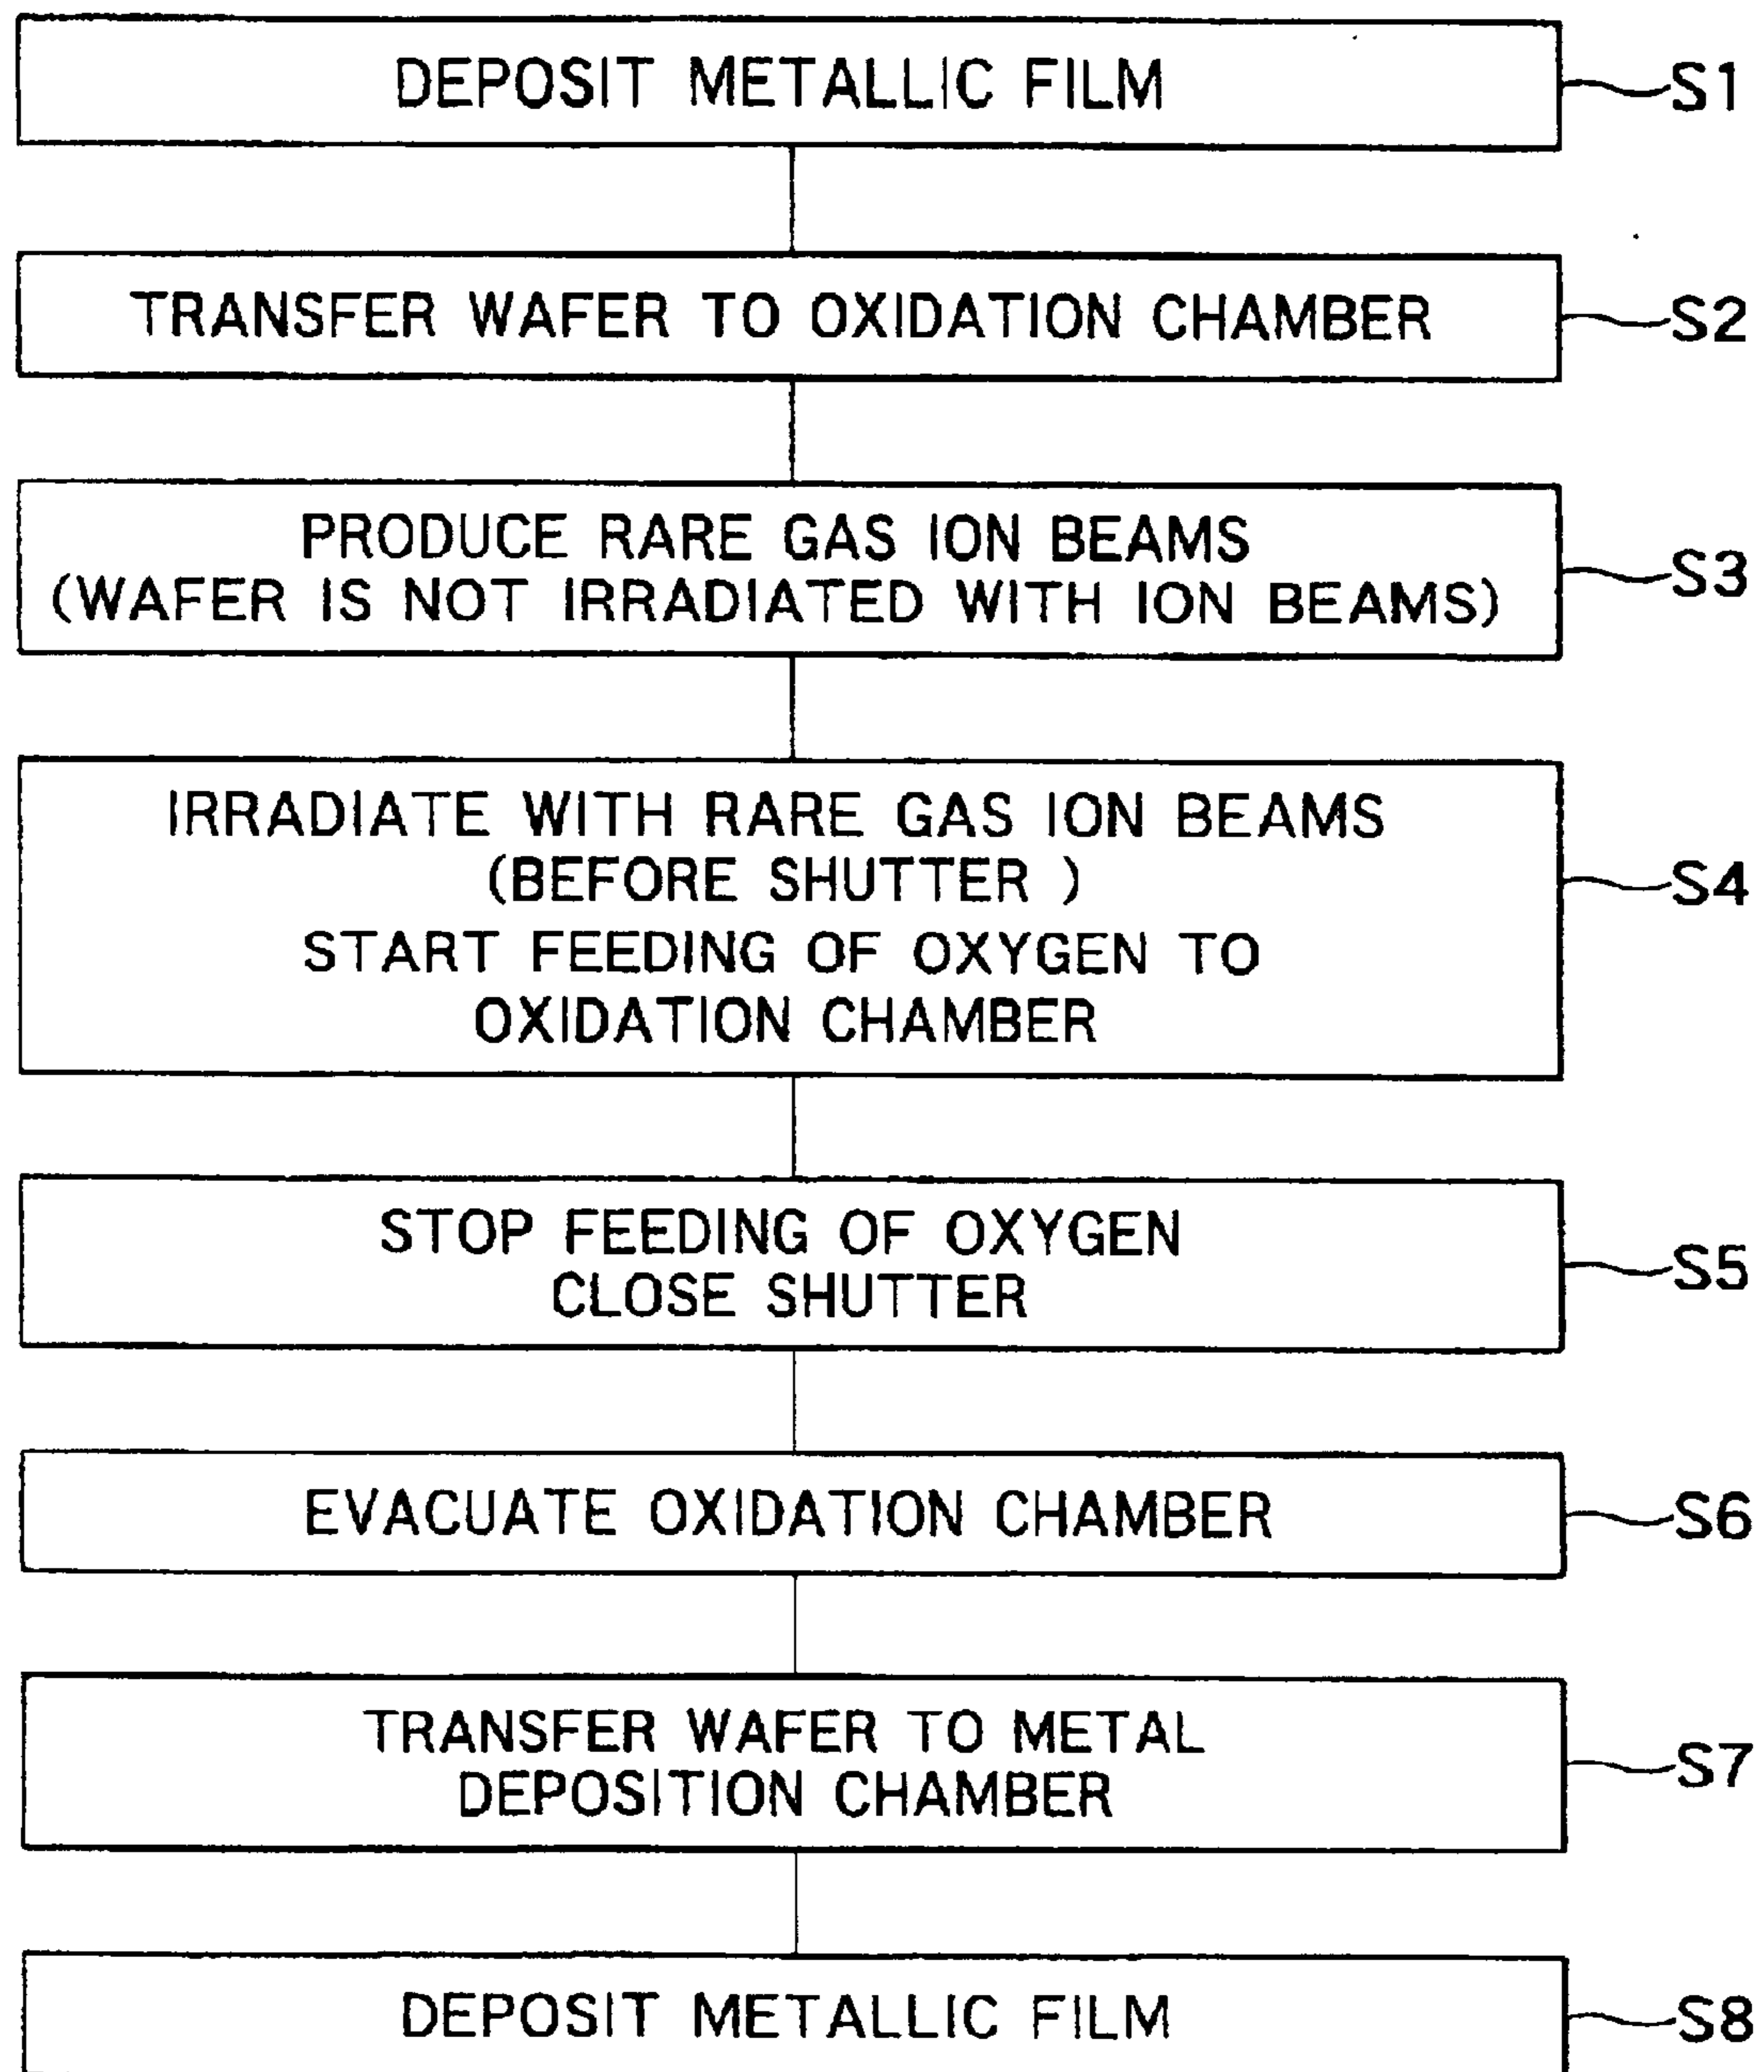 DEPOSIT METALLIC FILM
S1
TRANSFER WAFER TO OXIDATION CHAMBER
S2
PRODUCE RARE GAS ION BEAMS
(WAFER IS NOT IRRADIATED WITH ION BEAMS)
S3
IRRADIATE WITH RARE GAS ION BEAMS
(BEFORE SHUTTER )
START FEEDING OF OXYGEN TO
OXIDATION CHAMBER
S4
STOP FEEDING OF OXYGEN
CLOSE SHUTTER
S5
EVACUATE OXIDATION CHAMBER
S6
TRANSFER WAFER TO METAL
DEPOSITION CHAMBER
S7
DEPOSIT METALLIC FILM
S8